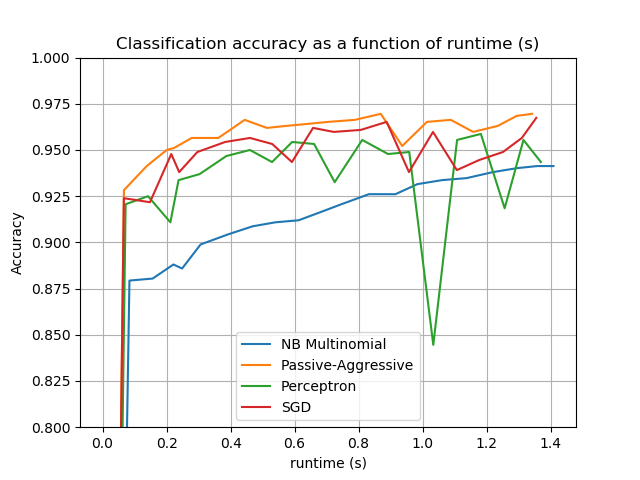 Classification accuracy as a function of runtime (s)
1.000
0.975
0.950
0.925
0.900
0.875
0.850
0.825
0.800
Accuracy
NB Multinomial
Passive-Aggressive
Perceptron
SGD
0.0 0.2 0.4 0.6 0.8 1.0 1.2 1.4
runtime (s)